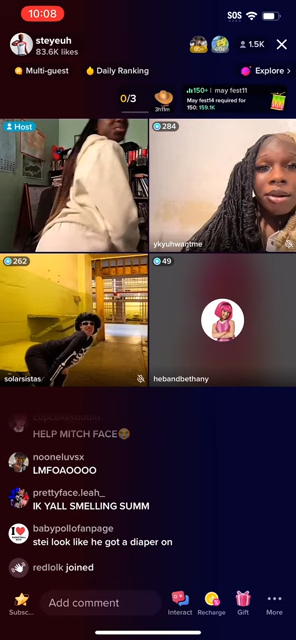 10:08
SOS
steyeuh
83.6K likes
1.5K
Multi-guest
Daily Ranking
Explore >
0/3
3h11m
150+ | may fest11
May fest14 required for
150: 159.1K
Host
284
ykyuhwantme
262
49
solarsistas
hebandbethany
HELP MITCH FACE
nooneluvsx
LMFOAOOOO
prettyface.leah_
IK YALL SMELLING SUMM
babypollofanpage
stei look like he got a diaper on
redlolk joined
Subsc...
Add comment
Interact
Recharge
Gift
More